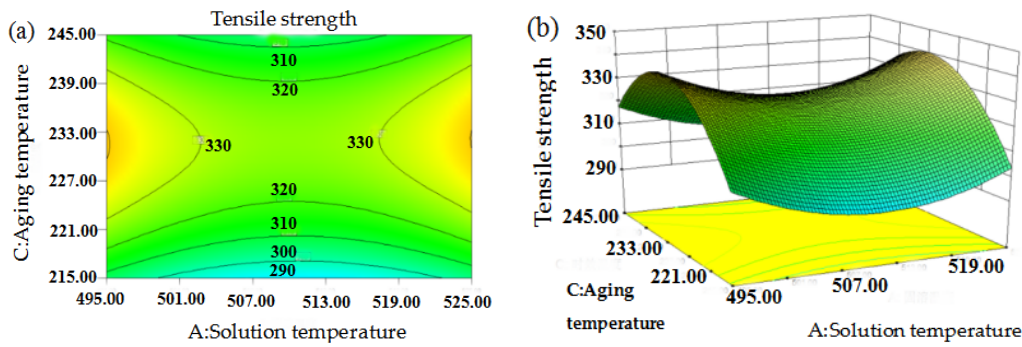 (a)
Tensile strength
C:Aging temperature
245.00
239.00
233.00
227.00
221.00
215.00
310
320
330
330
320
310
300
290
495.00 501.00 507.00 513.00 519.00 525.00
A:Solution temperature
(b)
Tensile strength
350
330
310
290
245.00
233.00
221.00
495.00
507.00
519.00
C:Aging
temperature
A:Solution temperature